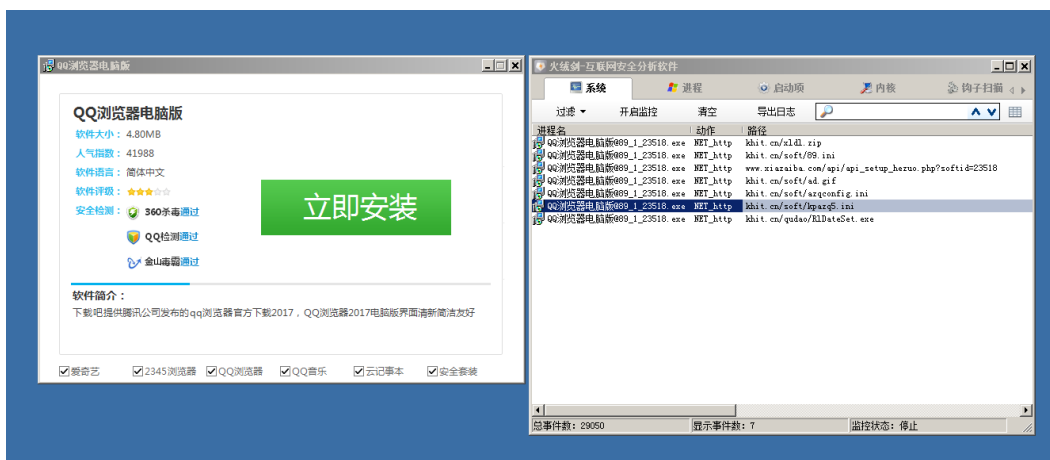 QQ浏览器电脑版
QQ浏览器电脑版
软件大小： 4.80MB
人气指数： 41988
软件语言： 简体中文
软件评级：
安全检测： 360杀毒通过
QQ检测通过
金山毒霸通过
立即安装
软件简介：
下载吧提供腾讯公司发布的qq浏览器官方下载2017，QQ浏览器2017电脑版界面清新简洁友好
爱奇艺 2345浏览器 QQ浏览器 QQ音乐 云记事本 安全套装
火绒剑-互联网安全分析软件
系统 进程 启动项 内核 钩子扫描
过滤 开启监控 清空 导出日志
进程名 动作 路径
QQ浏览器电脑版@89_1_23518.exe NET_http khit.cn/xldl.zip
QQ浏览器电脑版@89_1_23518.exe NET_http khit.cn/soft/89.ini
QQ浏览器电脑版@89_1_23518.exe NET_http www.xiazaiba.com/api/api_setup_hezuo.php?softid=23518
QQ浏览器电脑版@89_1_23518.exe NET_http khit.cn/soft/ad.gif
QQ浏览器电脑版@89_1_23518.exe NET_http khit.cn/soft/azqconfig.ini
QQ浏览器电脑版@89_1_23518.exe NET_http khit.cn/soft/kpazq5.ini
QQ浏览器电脑版@89_1_23518.exe NET_http khit.cn/qudao/RlDateSet.exe
总事件数：29050 显示事件数：7 监控状态：停止